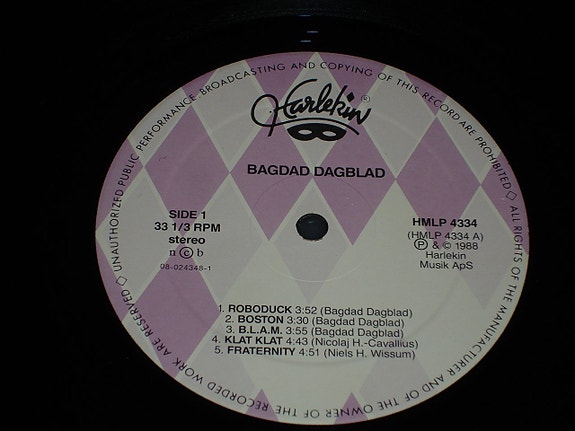 Harlekin ®
BAGDAD DAGBLAD
SIDE 1
33 1/3 RPM
stereo
n c b
08-024348-1
HMLP 4334
(HMLP 4334 A)
Ⓟ & © 1988
Harlekin
Musik ApS
1. ROBODUCK 3:52 (Bagdad Dagblad)
2. BOSTON 3:30 (Bagdad Dagblad)
3. B.L.A.M. 3:55 (Bagdad Dagblad)
4. KLAT KLAT 4:43 (Nicolaj H.-Cavallius)
5. FRATERNITY 4:51 (Niels H. Wissum)
◇ UNAUTHORIZED PUBLIC PERFORMANCE, BROADCASTING AND COPYING OF THIS RECORD ARE PROHIBITED ◇ ALL RIGHTS OF THE MANUFACTURER AND OF THE OWNER OF THE RECORDED WORK ARE RESERVED